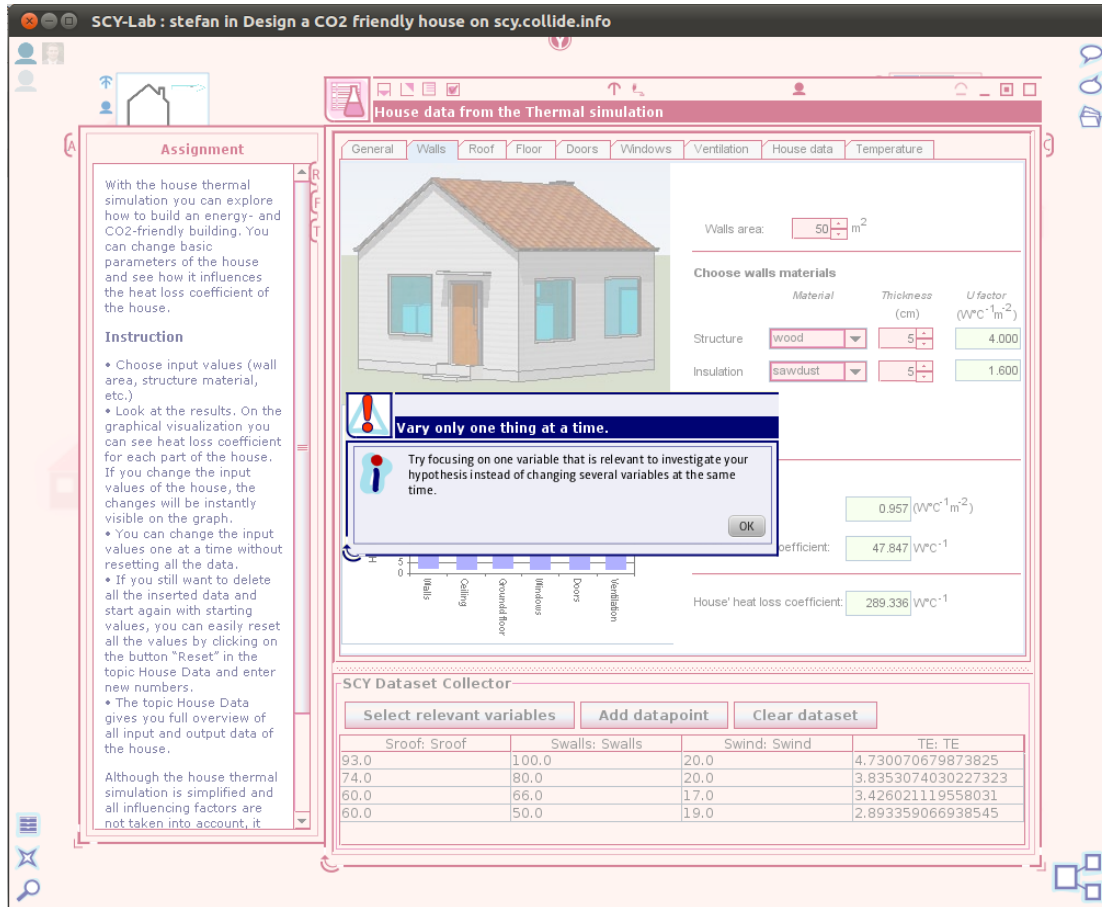 SCY-Lab : stefan in Design a CO2 friendly house on scy.collide.info
House data from the Thermal simulation
A
Assignment
R
F
T
With the house thermal
simulation you can explore
how to build an energy- and
CO2-friendly building. You
can change basic
parameters of the house
and see how it influences
the heat loss coefficient of
the house.
Instruction
• Choose input values (wall
area, structure material,
etc.)
• Look at the results. On the
graphical visualization you
can see heat loss coefficient
for each part of the house.
If you change the input
values of the house, the
changes will be instantly
visible on the graph.
• You can change the input
values one at a time without
resetting all the data.
• If you still want to delete
all the inserted data and
start again with starting
values, you can easily reset
all the values by clicking on
the button "Reset" in the
topic House Data and enter
new numbers.
• The topic House Data
gives you full overview of
all input and output data of
the house.
Although the house thermal
simulation is simplified and
all influencing factors are
not taken into account, it
General Walls Roof Floor Doors Windows Ventilation House data Temperature
Walls area: 50 m²
Choose walls materials
Material Thickness U factor
(cm) (W°C⁻¹m⁻²)
Structure wood 5 4.000
Insulation sawdust 5 1.600
Vary only one thing at a time.
Try focusing on one variable that is relevant to investigate your
hypothesis instead of changing several variables at the same
time.
OK
0.957 (W°C⁻¹m⁻²)
oefficient: 47.847 W°C⁻¹
House' heat loss coefficient: 289.336 W°C⁻¹
H
5
0
Walls
Ceiling
Groundd floor
Windows
Doors
Ventilation
SCY Dataset Collector
Select relevant variables Add datapoint Clear dataset
Sroof: Sroof Swalls: Swalls Swind: Swind TE: TE
93.0 100.0 20.0 4.730070679873825
74.0 80.0 20.0 3.8353074030227323
60.0 66.0 17.0 3.426021119558031
60.0 50.0 19.0 2.893359066938545